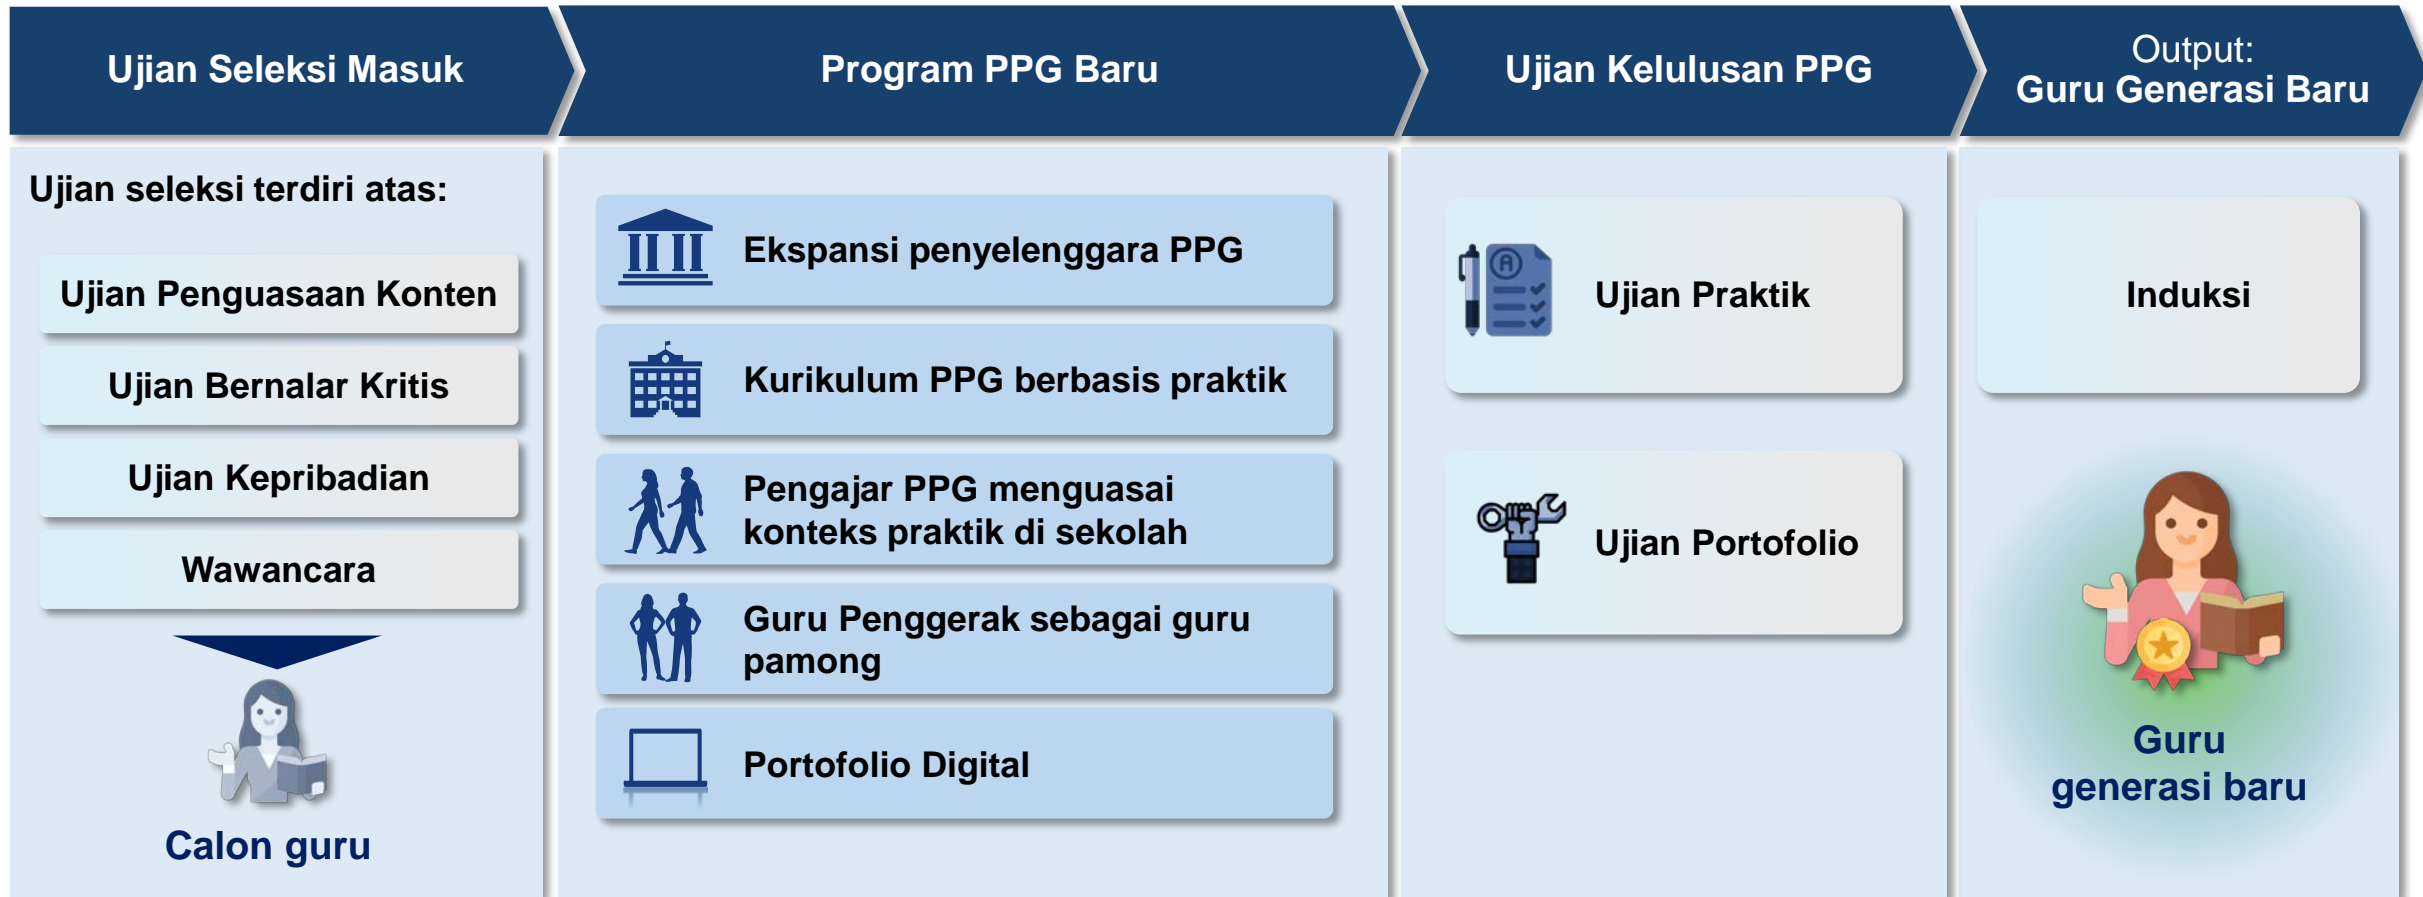 Ujian Seleksi Masuk
Program PPG Baru
Ujian Kelulusan PPG
Output:
Guru Generasi Baru
Ujian seleksi terdiri atas:
Ujian Penguasaan Konten
Ujian Bernalar Kritis
Ujian Kepribadian
Wawancara
Calon guru
Ekspansi penyelenggara PPG
Kurikulum PPG berbasis praktik
Pengajar PPG menguasai
konteks praktik di sekolah
Guru Penggerak sebagai guru
pamong
Portofolio Digital
A
Ujian Praktik
Ujian Portofolio
Induksi
Guru
generasi baru